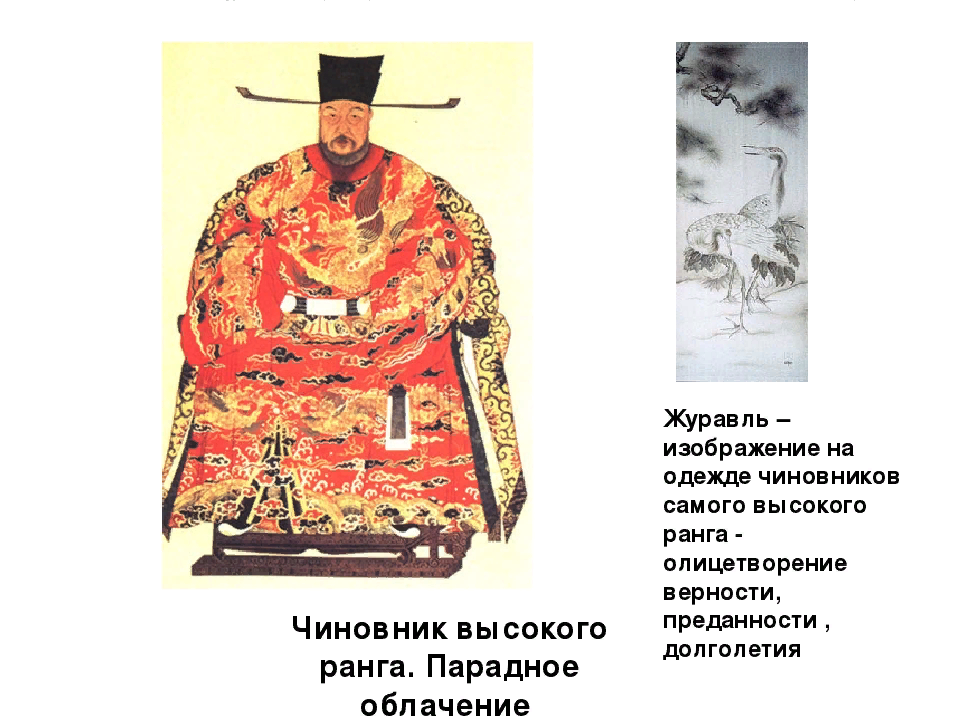 Журавль –
изображение на
одежде чиновников
самого высокого
ранга -
олицетворение
верности,
преданности ,
долголетия
Чиновник высокого
ранга. Парадное
облачение